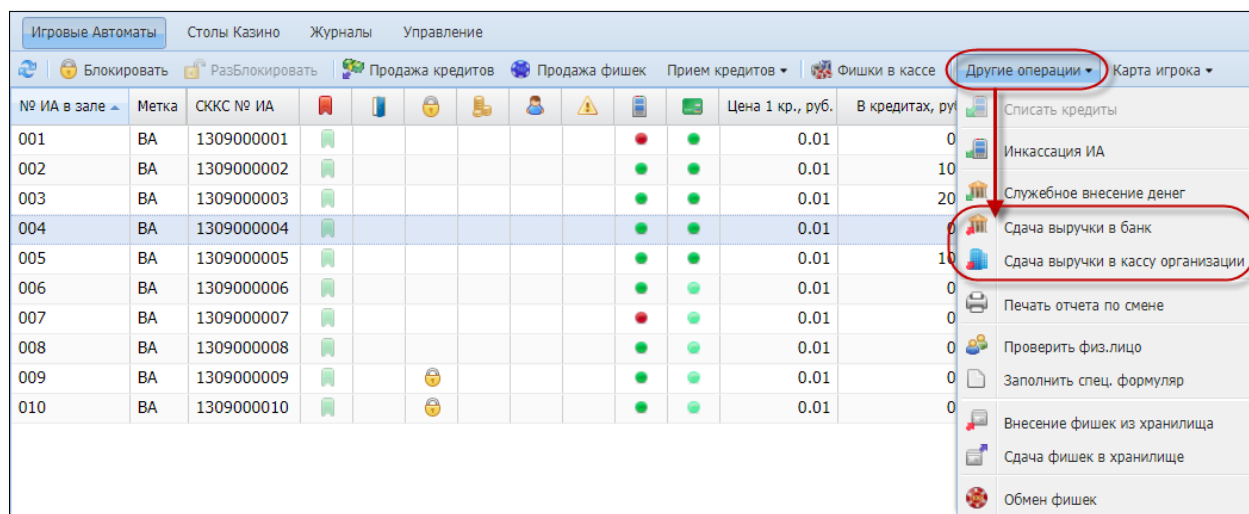 Игровые Автоматы Столы Казино Журналы Управление
Блокировать РазБлокировать Продажа кредитов Продажа фишек Прием кредитов Фишки в кассе Другие операции Карта игрока
№ ИА в зале Метка СККС № ИА Цена 1 кр., руб. В кредитах, ру
Списать кредиты
001 ВА 1309000001 0.01 0
Инкассация ИА
002 ВА 1309000002 0.01 10
003 ВА 1309000003 0.01 20
Служебное внесение денег
004 ВА 1309000004 0.01 0
Сдача выручки в банк
005 ВА 1309000005 0.01 10
Сдача выручки в кассу организации
006 ВА 1309000006 0.01 0
Печать отчета по смене
007 ВА 1309000007 0.01 0
008 ВА 1309000008 0.01 0
Проверить физ.лицо
009 ВА 1309000009 0.01 0
Заполнить спец. формуляр
010 ВА 1309000010 0.01 0
Внесение фишек из хранилища
Сдача фишек в хранилище
Обмен фишек